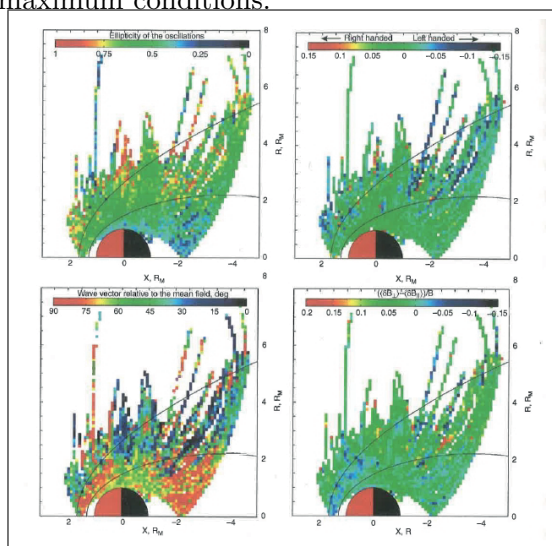 maximum conditions.
Ellipticity of the oscillations
1 0.75 0.5 0.25 0
8
6
4
2
0
R, R_M
2 0 -2 -4
X, R_M
Right handed Left handed
0.15 0.1 0.05 0 -0.05 -0.1 -0.15
8
6
4
2
0
R, R_M
2 0 -2 -4
X, R_M
Wave vector relative to the mean field, deg
90 75 60 45 30 15 0
8
6
4
2
0
R, R_M
2 0 -2 -4
X, R_M
0.2 0.15 0.1 0.05 0 -0.05 -0.1 -0.15
8
6
4
2
0
R, R_M
2 0 -2 -4
X, R